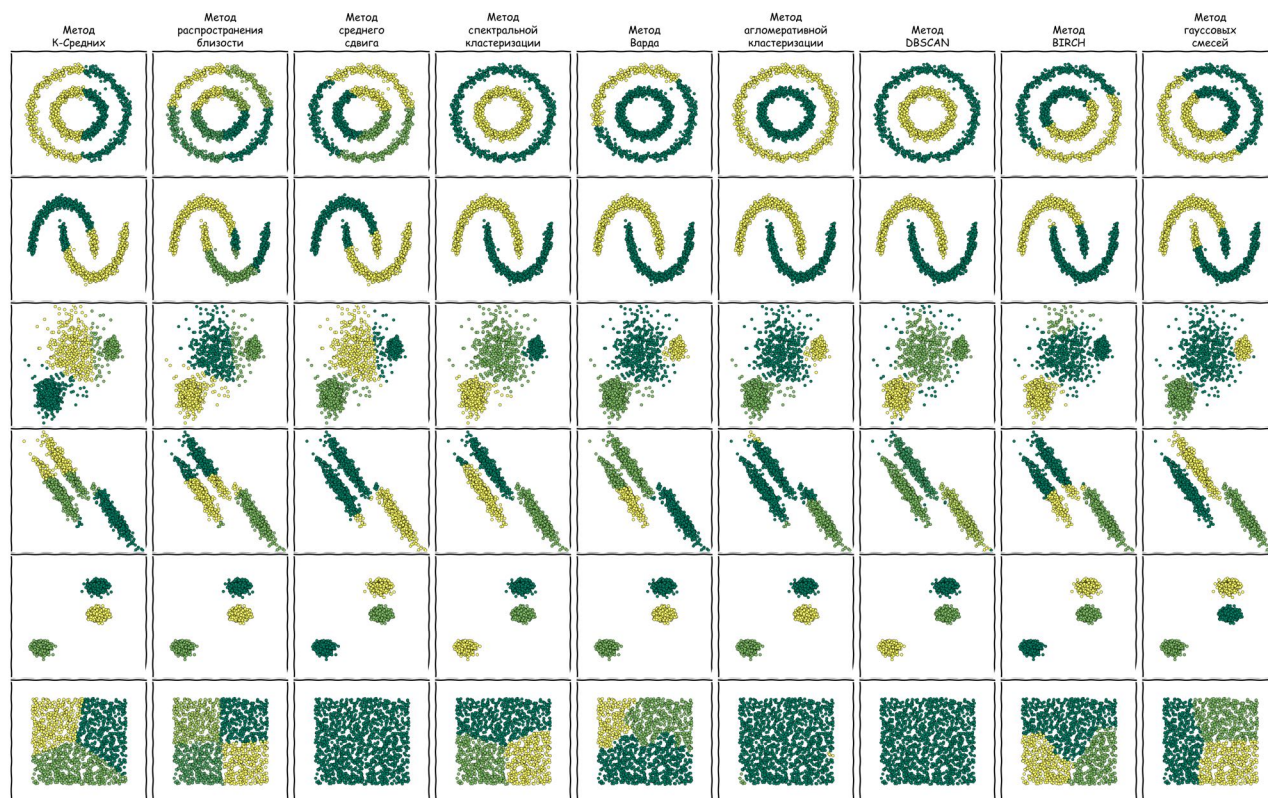 Метод
К-Средних
Метод
распространения
близости
Метод
среднего
сдвига
Метод
спектральной
кластеризации
Метод
Варда
Метод
агломеративной
кластеризации
Метод
DBSCAN
Метод
BIRCH
Метод
гауссовых
смесей